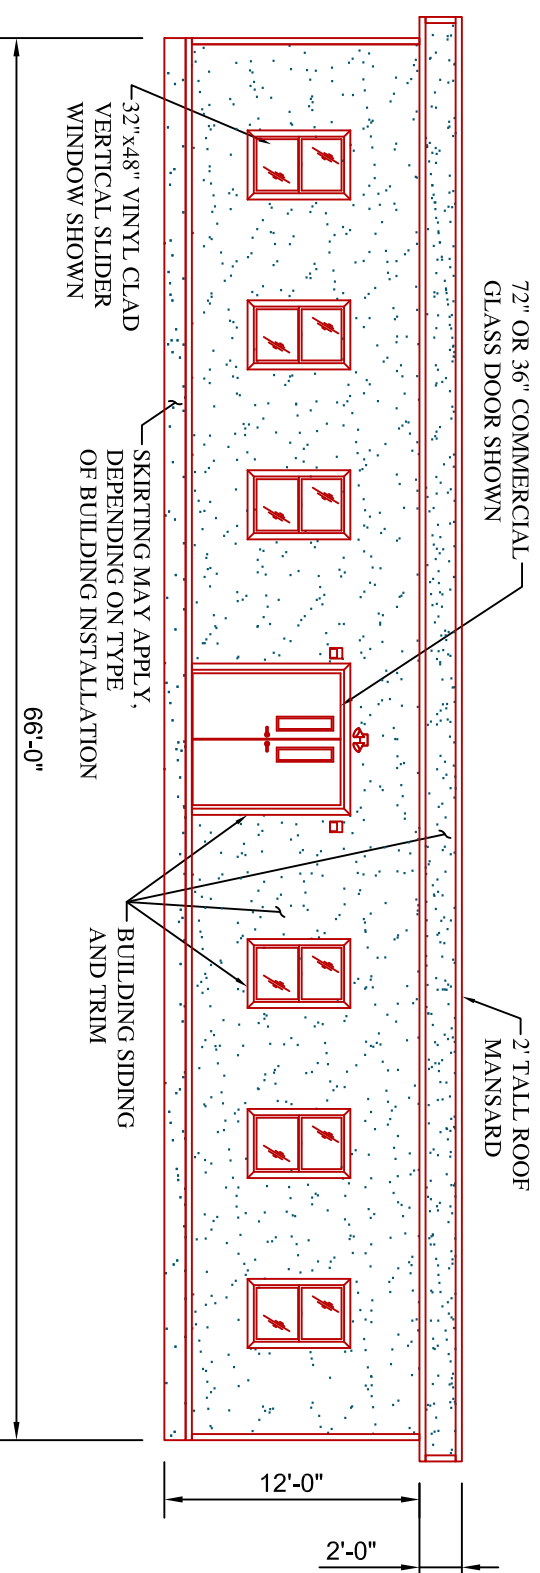 72" OR 36" COMMERCIAL
GLASS DOOR SHOWN
2' TALL ROOF
MANSARD
32"x48" VINYL CLAD
VERTICAL SLIDER
WINDOW SHOWN
SKIRTING MAY APPLY,
DEPENDING ON TYPE
OF BUILDING INSTALLATION
BUILDING SIDING
AND TRIM
66'-0"
12'-0"
2'-0"